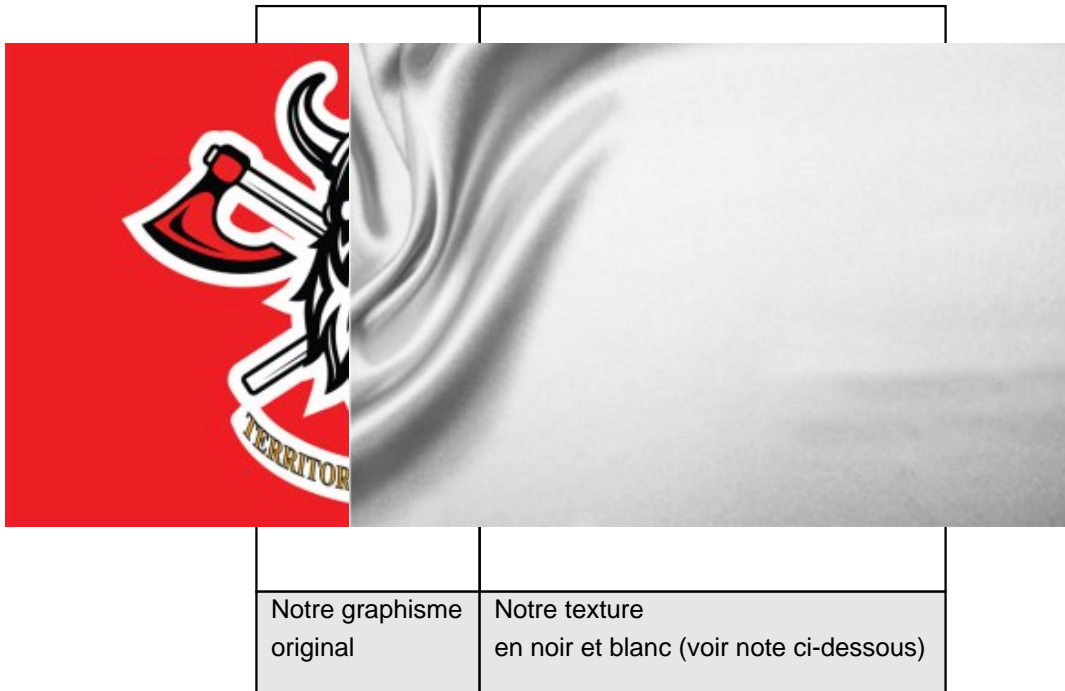 TERRITOR
Notre graphisme
original
Notre texture
en noir et blanc (voir note ci-dessous)